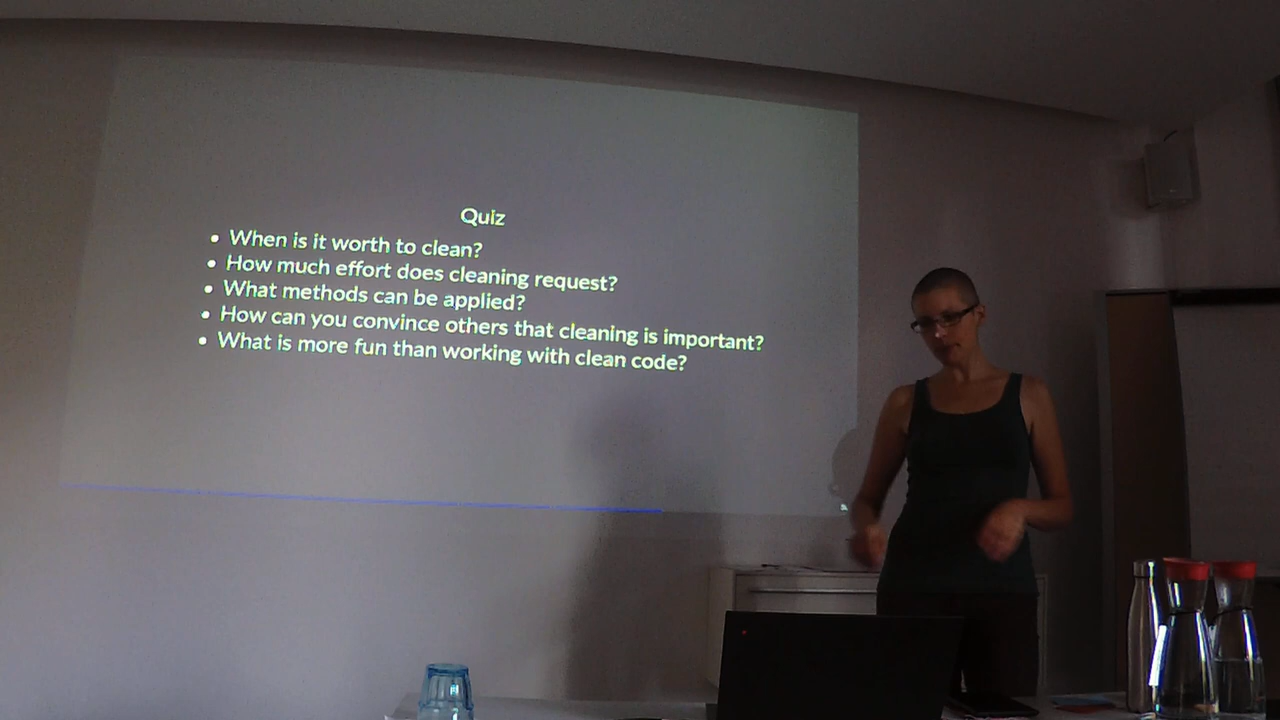 Quiz
• When is it worth to clean?
• How much effort does cleaning request?
• What methods can be applied?
• How can you convince others that cleaning is important?
• What is more fun than working with clean code?